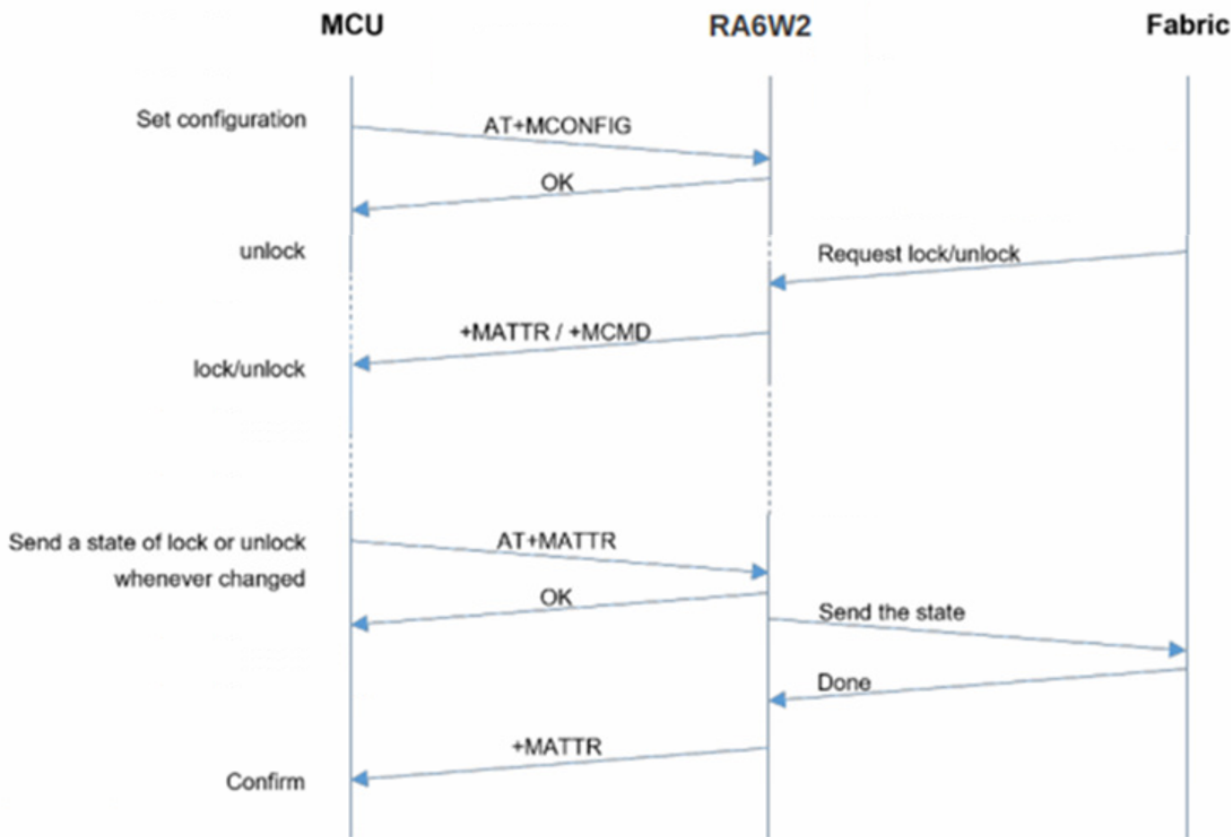 MCU RA6W2 Fabric
Set configuration
AT+MCONFIG
OK
unlock
Request lock/unlock
+MATTR / +MCMD
lock/unlock
Send a state of lock or unlock
whenever changed
AT+MATTR
OK
Send the state
Done
+MATTR
Confirm